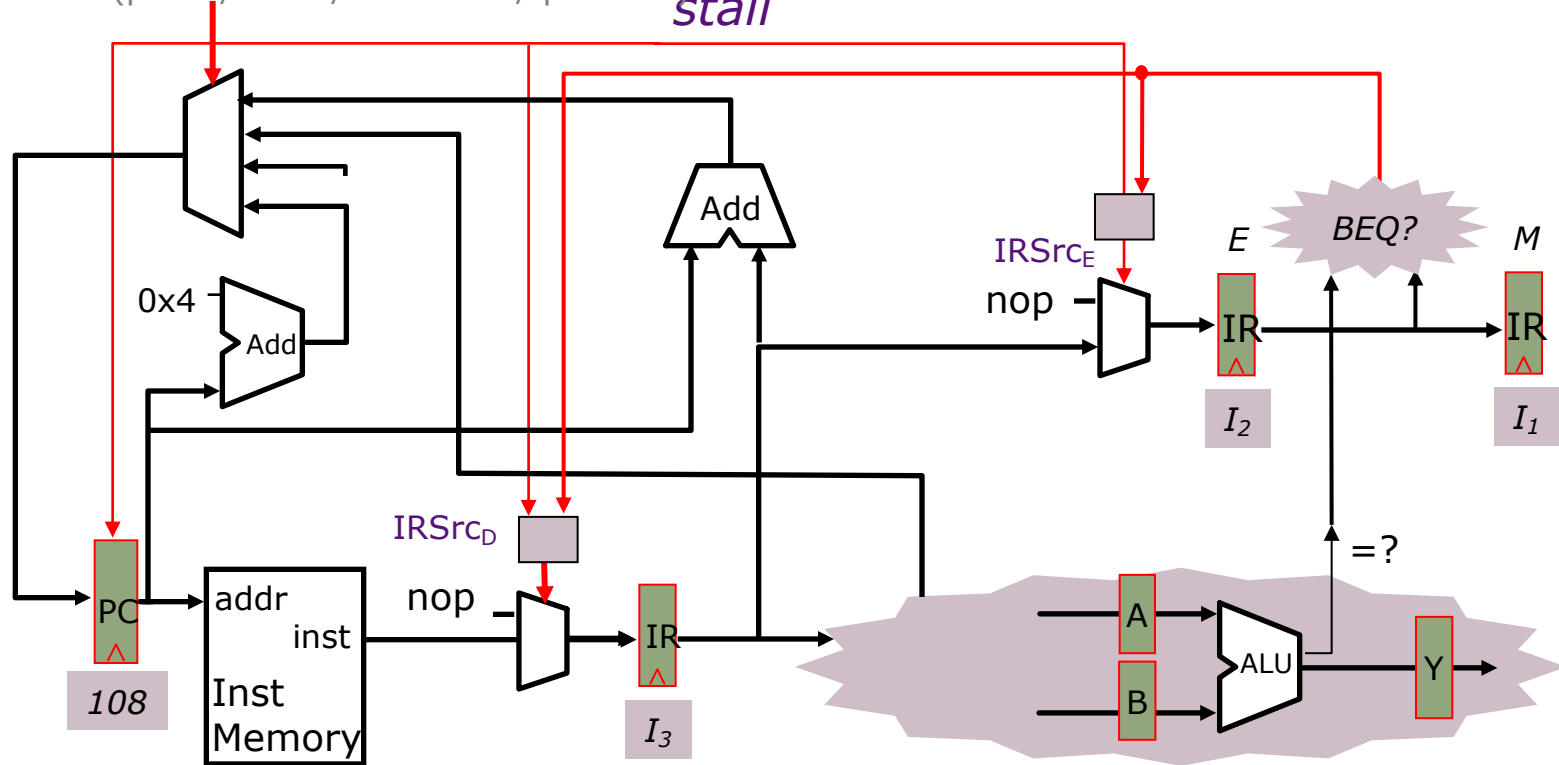 stall
E
BEQ?
M
IRSrcE
nop
IR
IR
I2
I1
Add
0x4
Add
IRSrcD
=?
nop
PC
addr
inst
IR
A
ALU
Y
B
108
Inst
Memory
I3